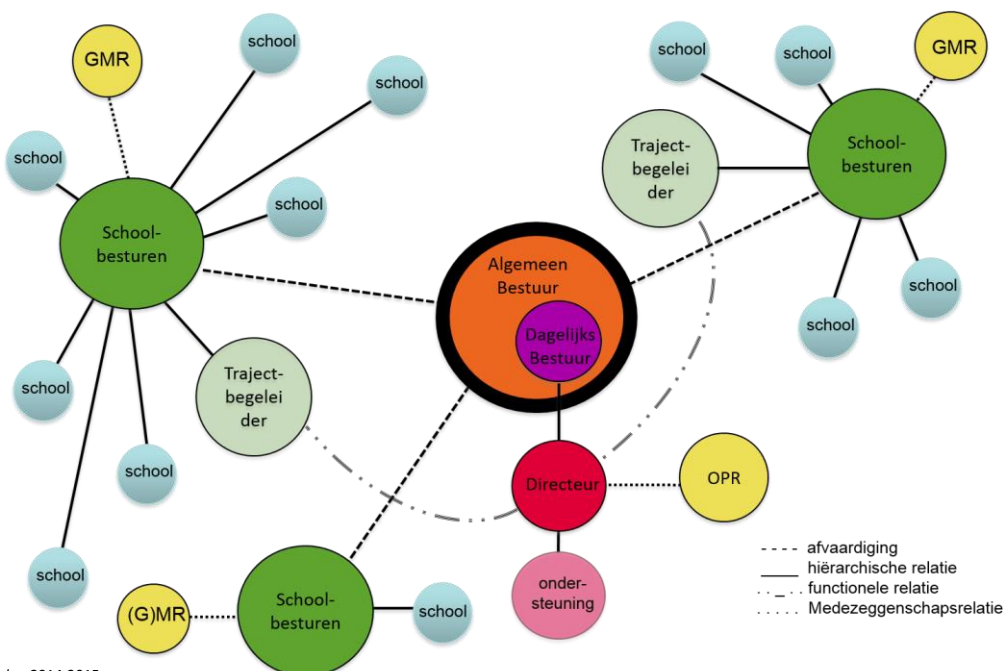 GMR
school
school
school
school
School-
besturen
school
school
school
Traject-
begelei
der
school
school
GMR
Traject-
begelei
der
School-
besturen
school
school
Algemeen
Bestuur
Dagelijks
Bestuur
Directeur
OPR
onder-
steuning
(G)MR
School-
besturen
school
afvaardiging
hiërarchische relatie
functionele relatie
Medezeggenschapsrelatie